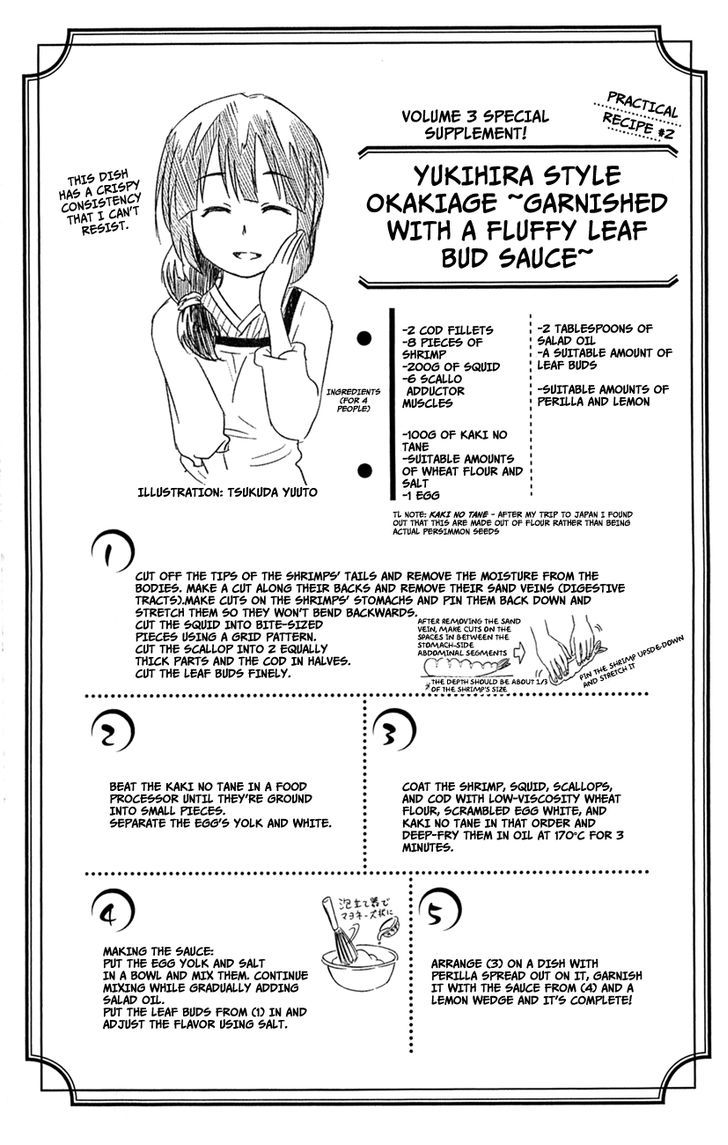 PRACTICAL
RECIPE #2
VOLUME 3 SPECIAL
SUPPLEMENT!
YUKIHIRA STYLE
OKAKIAGE ~GARNISHED
WITH A FLUFFY LEAF
BUD SAUCE~
THIS DISH
HAS A CRISPY
CONSISTENCY
THAT I CAN'T
RESIST.
ILLUSTRATION: TSUKUDA YUUTO
INGREDIENTS
(FOR 4
PEOPLE)
-2 COD FILLETS
-8 PIECES OF
SHRIMP
-200G OF SQUID
-6 SCALLO
ADDUCTOR
MUSCLES
-100G OF KAKI NO
TANE
-SUITABLE AMOUNTS
OF WHEAT FLOUR AND
SALT
-1 EGG
-2 TABLESPOONS OF
SALAD OIL
-A SUITABLE AMOUNT OF
LEAF BUDS
-SUITABLE AMOUNTS OF
PERILLA AND LEMON
TL NOTE: KAKI NO TANE - AFTER MY TRIP TO JAPAN I FOUND
OUT THAT THIS ARE MADE OUT OF FLOUR RATHER THAN BEING
ACTUAL PERSIMMON SEEDS
1
CUT OFF THE TIPS OF THE SHRIMPS' TAILS AND REMOVE THE MOISTURE FROM THE
BODIES. MAKE A CUT ALONG THEIR BACKS AND REMOVE THEIR SAND VEINS (DIGESTIVE
TRACTS).MAKE CUTS ON THE SHRIMPS' STOMACHS AND PIN THEM BACK DOWN AND
STRETCH THEM SO THEY WON'T BEND BACKWARDS.
CUT THE SQUID INTO BITE-SIZED
PIECES USING A GRID PATTERN.
CUT THE SCALLOP INTO 2 EQUALLY
THICK PARTS AND THE COD IN HALVES.
CUT THE LEAF BUDS FINELY.
AFTER REMOVING THE SAND
VEIN, MAKE CUTS ON THE
SPACES IN BETWEEN THE
STOMACH-SIDE
ABDOMINAL SEGMENTS
THE DEPTH SHOULD BE ABOUT 1/3
OF THE SHRIMP'S SIZE
PIN THE SHRIMP UPSDE-DOWN
AND STRETCH IT
2
BEAT THE KAKI NO TANE IN A FOOD
PROCESSOR UNTIL THEY'RE GROUND
INTO SMALL PIECES.
SEPARATE THE EGG'S YOLK AND WHITE.
3
COAT THE SHRIMP, SQUID, SCALLOPS,
AND COD WITH LOW-VISCOSITY WHEAT
FLOUR, SCRAMBLED EGG WHITE, AND
KAKI NO TANE IN THAT ORDER AND
DEEP-FRY THEM IN OIL AT 170°C FOR 3
MINUTES.
4
泡立て器で
マヨネーズ状に
MAKING THE SAUCE:
PUT THE EGG YOLK AND SALT
IN A BOWL AND MIX THEM. CONTINUE
MIXING WHILE GRADUALLY ADDING
SALAD OIL.
PUT THE LEAF BUDS FROM (1) IN AND
ADJUST THE FLAVOR USING SALT.
5
ARRANGE (3) ON A DISH WITH
PERILLA SPREAD OUT ON IT, GARNISH
IT WITH THE SAUCE FROM (4) AND A
LEMON WEDGE AND IT'S COMPLETE!